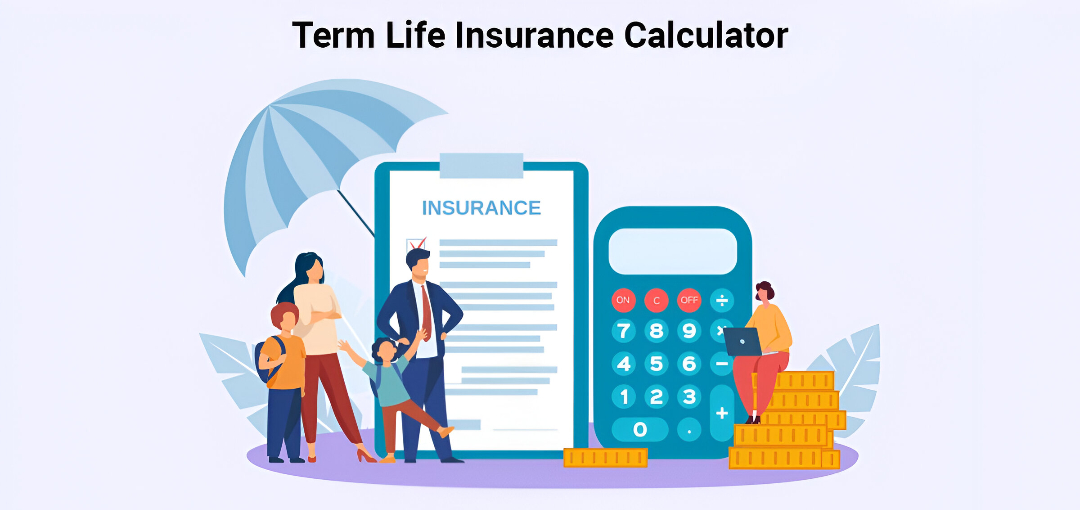 Term Life Insurance Calculator
INSURANCE
ON C OFF ÷
7 8 9 ×
4 5 6 −
1 2 3 +
0 .